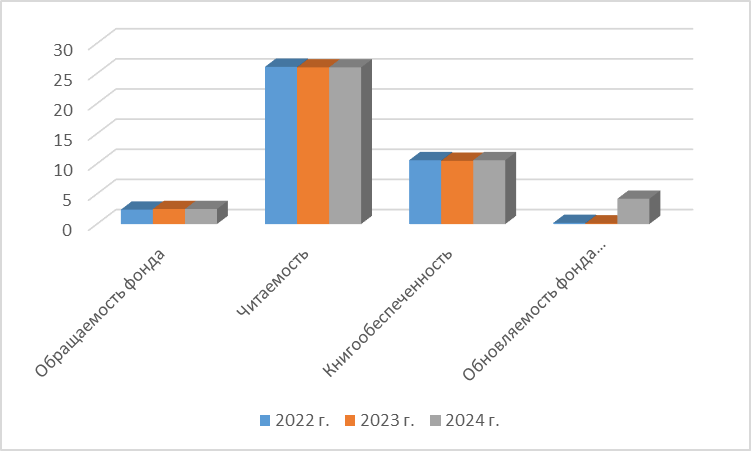 30
25
20
15
10
5
0
Обращаемость фонда
Читаемость
Книгообеспеченность
Обновляемость фонда...
2022 г.
2023 г.
2024 г.